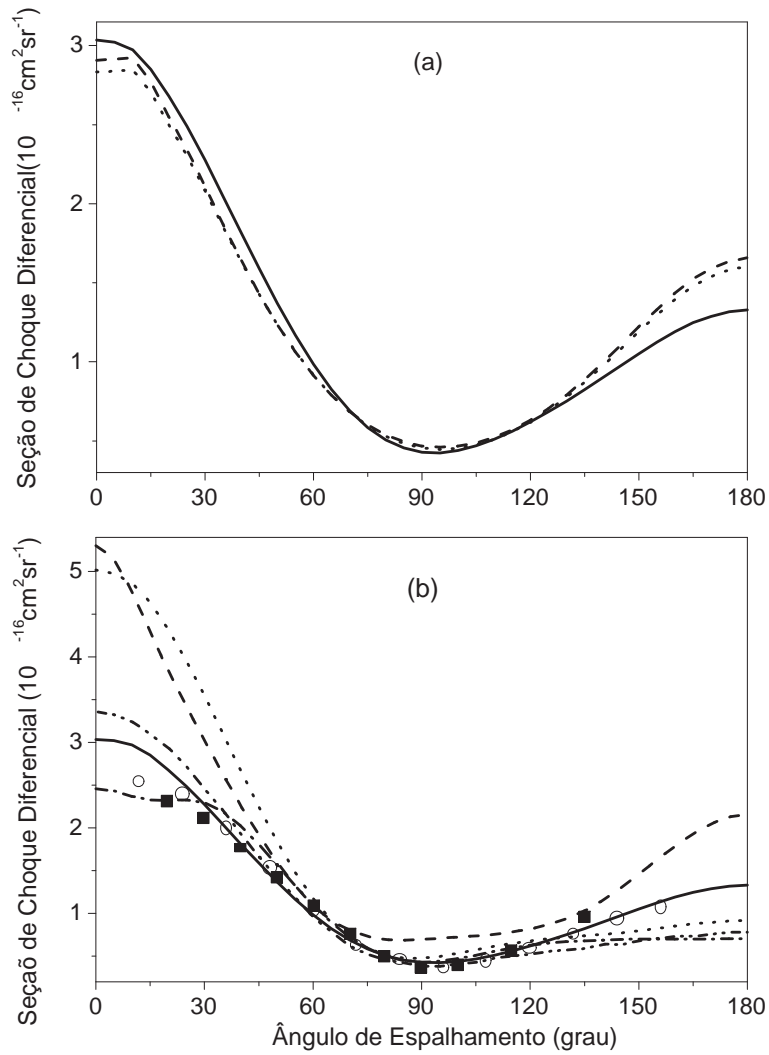 (a)
3
2
1
Seção de Choque Diferencial(10 -16cm2sr-1)
0 30 60 90 120 150 180
(b)
5
4
3
2
1
Seçaõ de Choque Diferencial (10 -16cm2sr-1)
0 30 60 90 120 150 180
Ângulo de Espalhamento (grau)